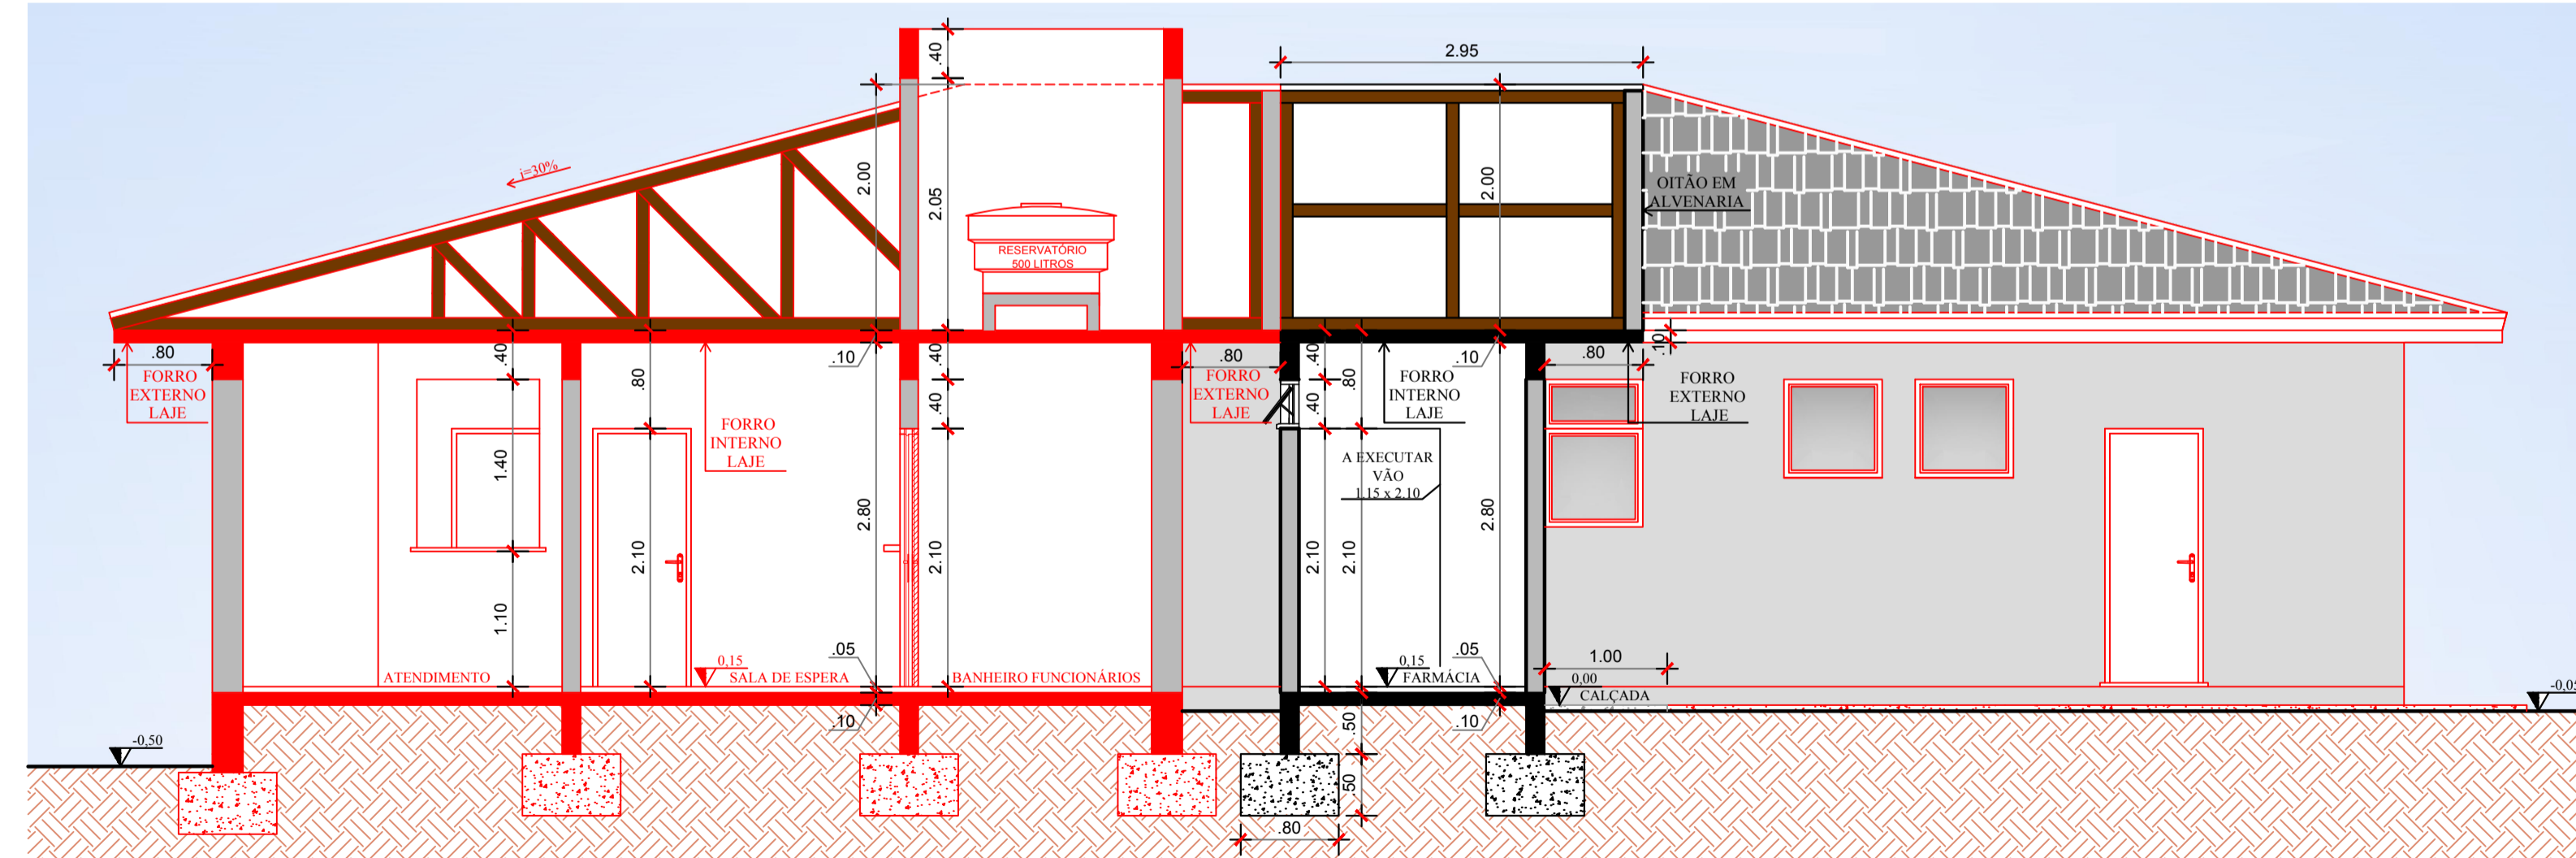 .40
2.95
i=30%
2.00
2.05
2.00
OITÃO EM
ALVENARIA
RESERVATÓRIO
500 LITROS
.80
FORRO
EXTERNO
LAJE
.40
.80
FORRO
INTERNO
LAJE
.10
.40
.40
.80
FORRO
EXTERNO
LAJE
.40
.40
.80
FORRO
INTERNO
LAJE
.10
.80
.10
FORRO
EXTERNO
LAJE
1.40
1.10
2.10
2.80
2.10
2.10
2.10
A EXECUTAR
VÃO
1.15 x 2.10
2.80
.05
.05
1.00
ATENDIMENTO
0,15
SALA DE ESPERA
BANHEIRO FUNCIONÁRIOS
0,15
FARMÁCIA
0,00
CALÇADA
-0,05
-0,50
.10
.50
.10
.50
.80